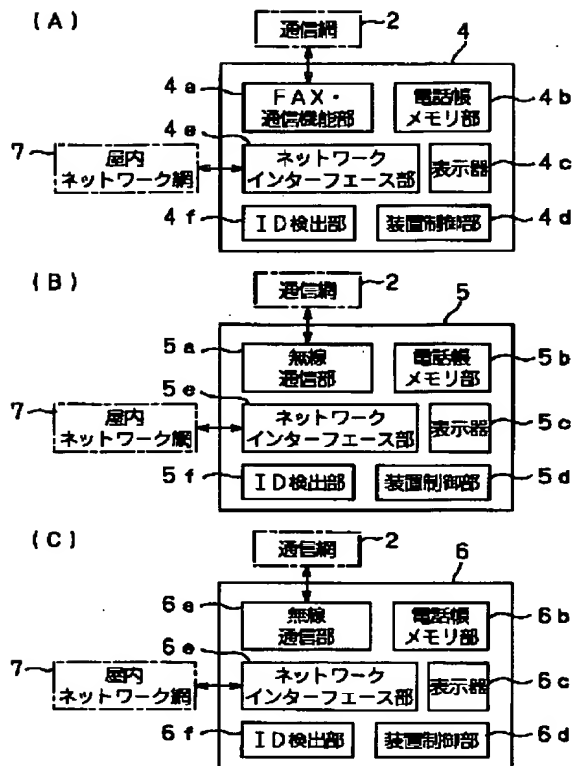 (A)
通信網
2
4
4a
FAX・
通信機能部
電話帳
メモリ部
4b
4e
7
屋内
ネットワーク網
ネットワーク
インターフェース部
表示器
4c
4f
ID検出部
装置制御部
4d
(B)
通信網
2
5
5a
無線
通信部
電話帳
メモリ部
5b
5e
7
屋内
ネットワーク網
ネットワーク
インターフェース部
表示器
5c
5f
ID検出部
装置制御部
5d
(C)
通信網
2
6
6a
無線
通信部
電話帳
メモリ部
6b
6e
7
屋内
ネットワーク網
ネットワーク
インターフェース部
表示器
6c
6f
ID検出部
装置制御部
6d